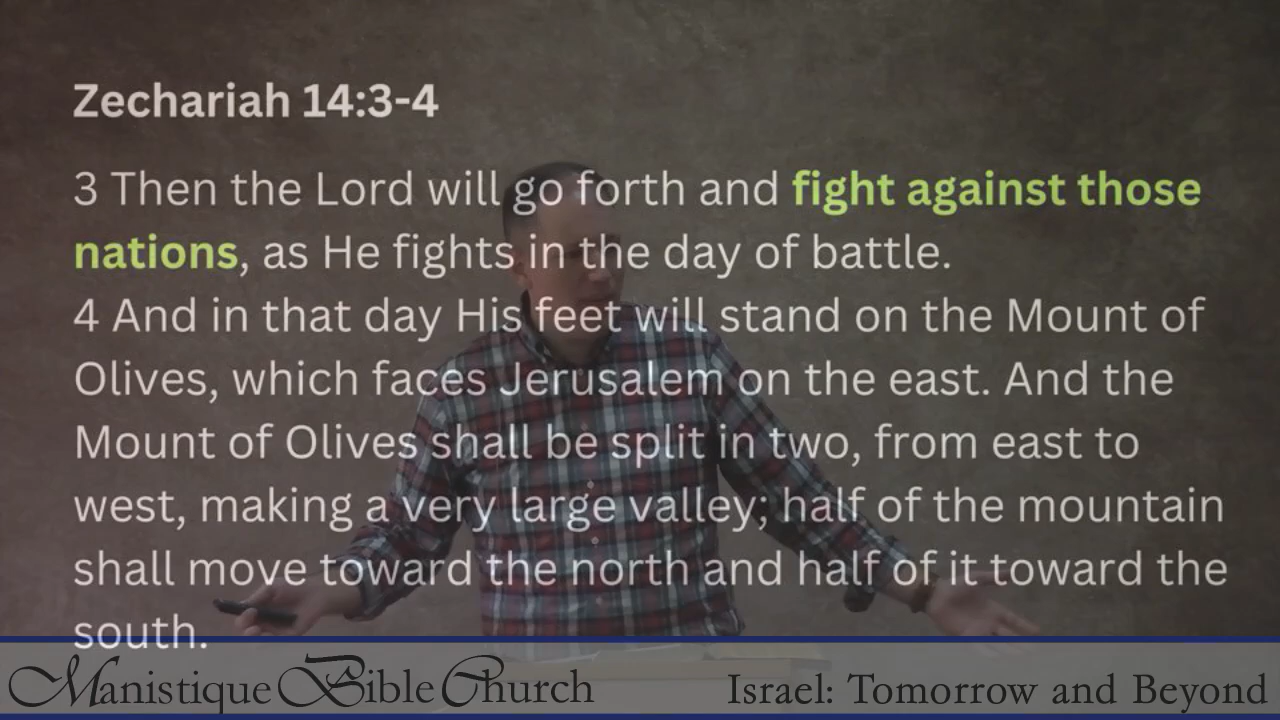 Zechariah 14:3-4
3 Then the Lord will go forth and fight against those
nations, as He fights in the day of battle.
4 And in that day His feet will stand on the Mount of
Olives, which faces Jerusalem on the east. And the
Mount of Olives shall be split in two, from east to
west, making a very large valley; half of the mountain
shall move toward the north and half of it toward the
south.
Manistique Bible Church
Israel: Tomorrow and Beyond